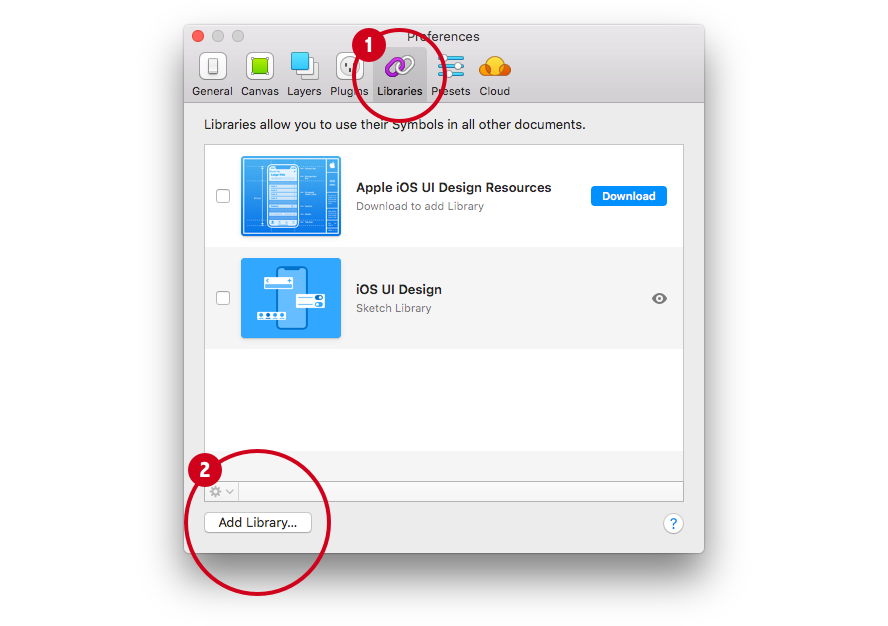 Preferences
1
General Canvas Layers Plugins Libraries Presets Cloud
Libraries allow you to use their Symbols in all other documents.
Apple iOS UI Design Resources
Download to add Library
Download
iOS UI Design
Sketch Library
2
Add Library...
?